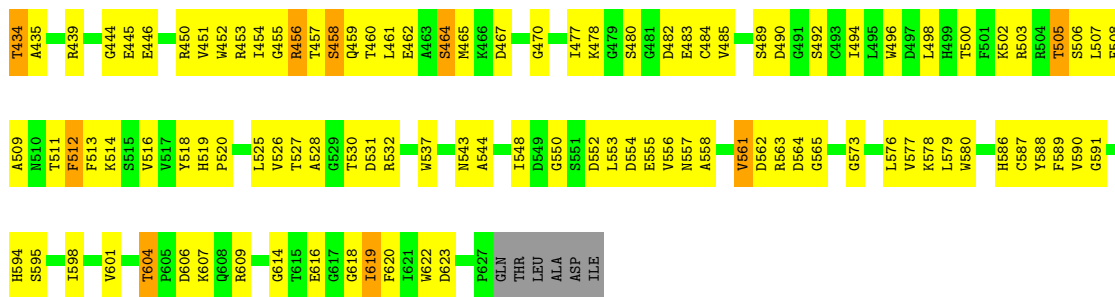 T434 A435 R439 G444 E445 E446 R450 V451 W452 R453 I454 G455 R456 T457 S458 Q459 T460 L461 E462 A463 S464 M465 K466 D467 G470 I477 K478 G479 S480 G481 D482 E483 C484 V485 S489 D490 G491 S492 C493 I494 L495 W496 D497 L498 H499 T500 F501 K502 R503 R504 T505 S506 L507
A509 N510 T511 F512 F513 K514 S515 V516 V517 Y518 H519 P520 L525 V526 T527 A528 G529 T530 D531 R532 W537 N543 A544 I548 D549 G550 S551 D552 L553 D554 E555 V556 N557 A558 V561 D562 R563 D564 G565 G573 L576 V577 K578 L579 W580 H586 C587 Y588 F589 V590 G591
H594 S595 I598 V601 T604 P605 D606 K607 Q608 R609 G614 T615 E616 G617 G618 I619 F620 I621 W622 D623 P627 GLN THR LEU ALA ASP ILE